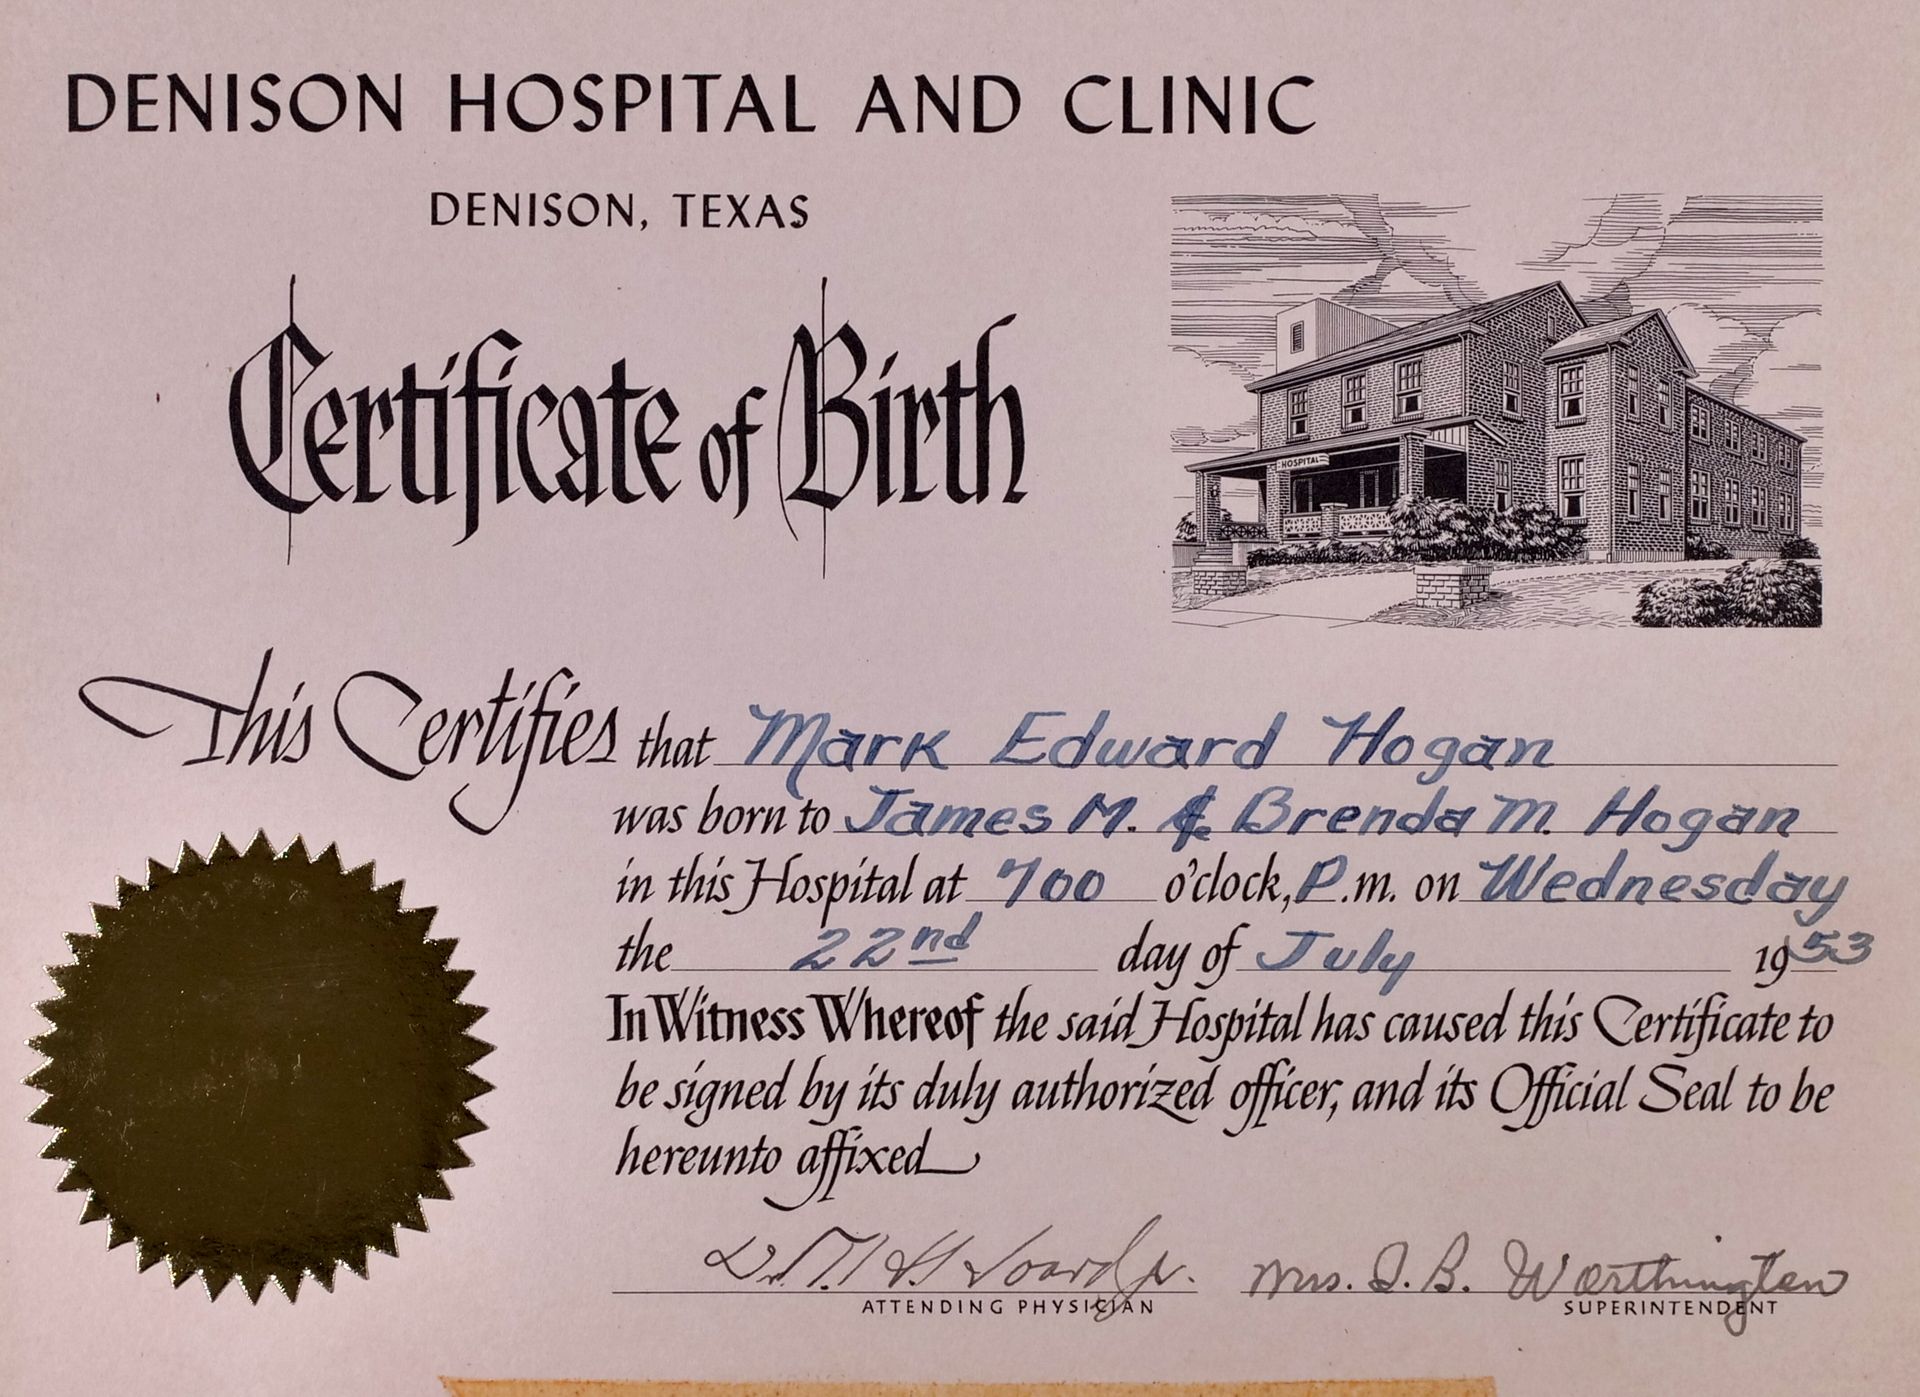 DENISON HOSPITAL AND CLINIC
DENISON, TEXAS
HOSPITAL
Certificate of Birth
This Certifies that Mark Edward Hogan
was born to James M. & Brenda M. Hogan
in this Hospital at 700 o'clock, P.m. on Wednesday
the 22nd day of July 1953
In Witness Whereof the said Hospital has caused this Certificate to
be signed by its duly authorized officer, and its Official Seal to be
hereunto affixed
Mrs. I. B. Worthington
ATTENDING PHYSICIAN SUPERINTENDENT